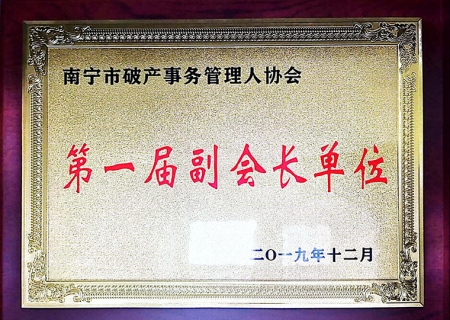 南宁市破产事务管理人协会
第一届副会长单位
二〇一九年十二月